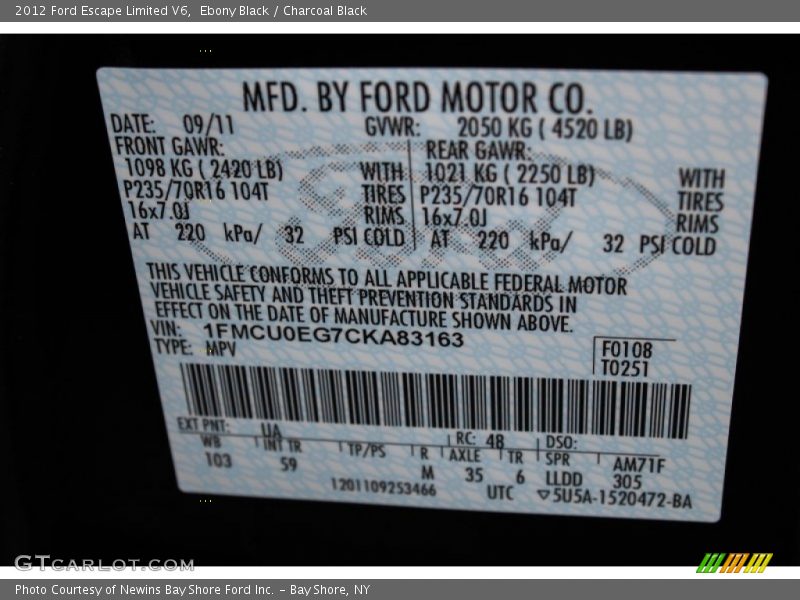 2012 Ford Escape Limited V6, Ebony Black / Charcoal Black
MFD. BY FORD MOTOR CO.
DATE: 09/11 GVWR: 2050 KG ( 4520 LB)
FRONT GAWR: REAR GAWR:
1098 KG ( 2420 LB) WITH 1021 KG ( 2250 LB) WITH
P235/70R16 104T TIRES P235/70R16 104T TIRES
16x7.0J RIMS 16x7.0J RIMS
AT 220 kPa/ 32 PSI COLD AT 220 kPa/ 32 PSI COLD
THIS VEHICLE CONFORMS TO ALL APPLICABLE FEDERAL MOTOR
VEHICLE SAFETY AND THEFT PREVENTION STANDARDS IN
EFFECT ON THE DATE OF MANUFACTURE SHOWN ABOVE.
VIN: 1FMCU0EG7CKA83163
TYPE: MPV
F0108
T0251
EXT PNT: UA RC: 48 DSO:
WB INT TR TP/PS R AXLE TR SPR AM71F
103 59 M 35 6 LLDD 305
1201109253466 UTC ▽5U5A-1520472-BA
GTCARLOT.COM
Photo Courtesy of Newins Bay Shore Ford Inc. - Bay Shore, NY